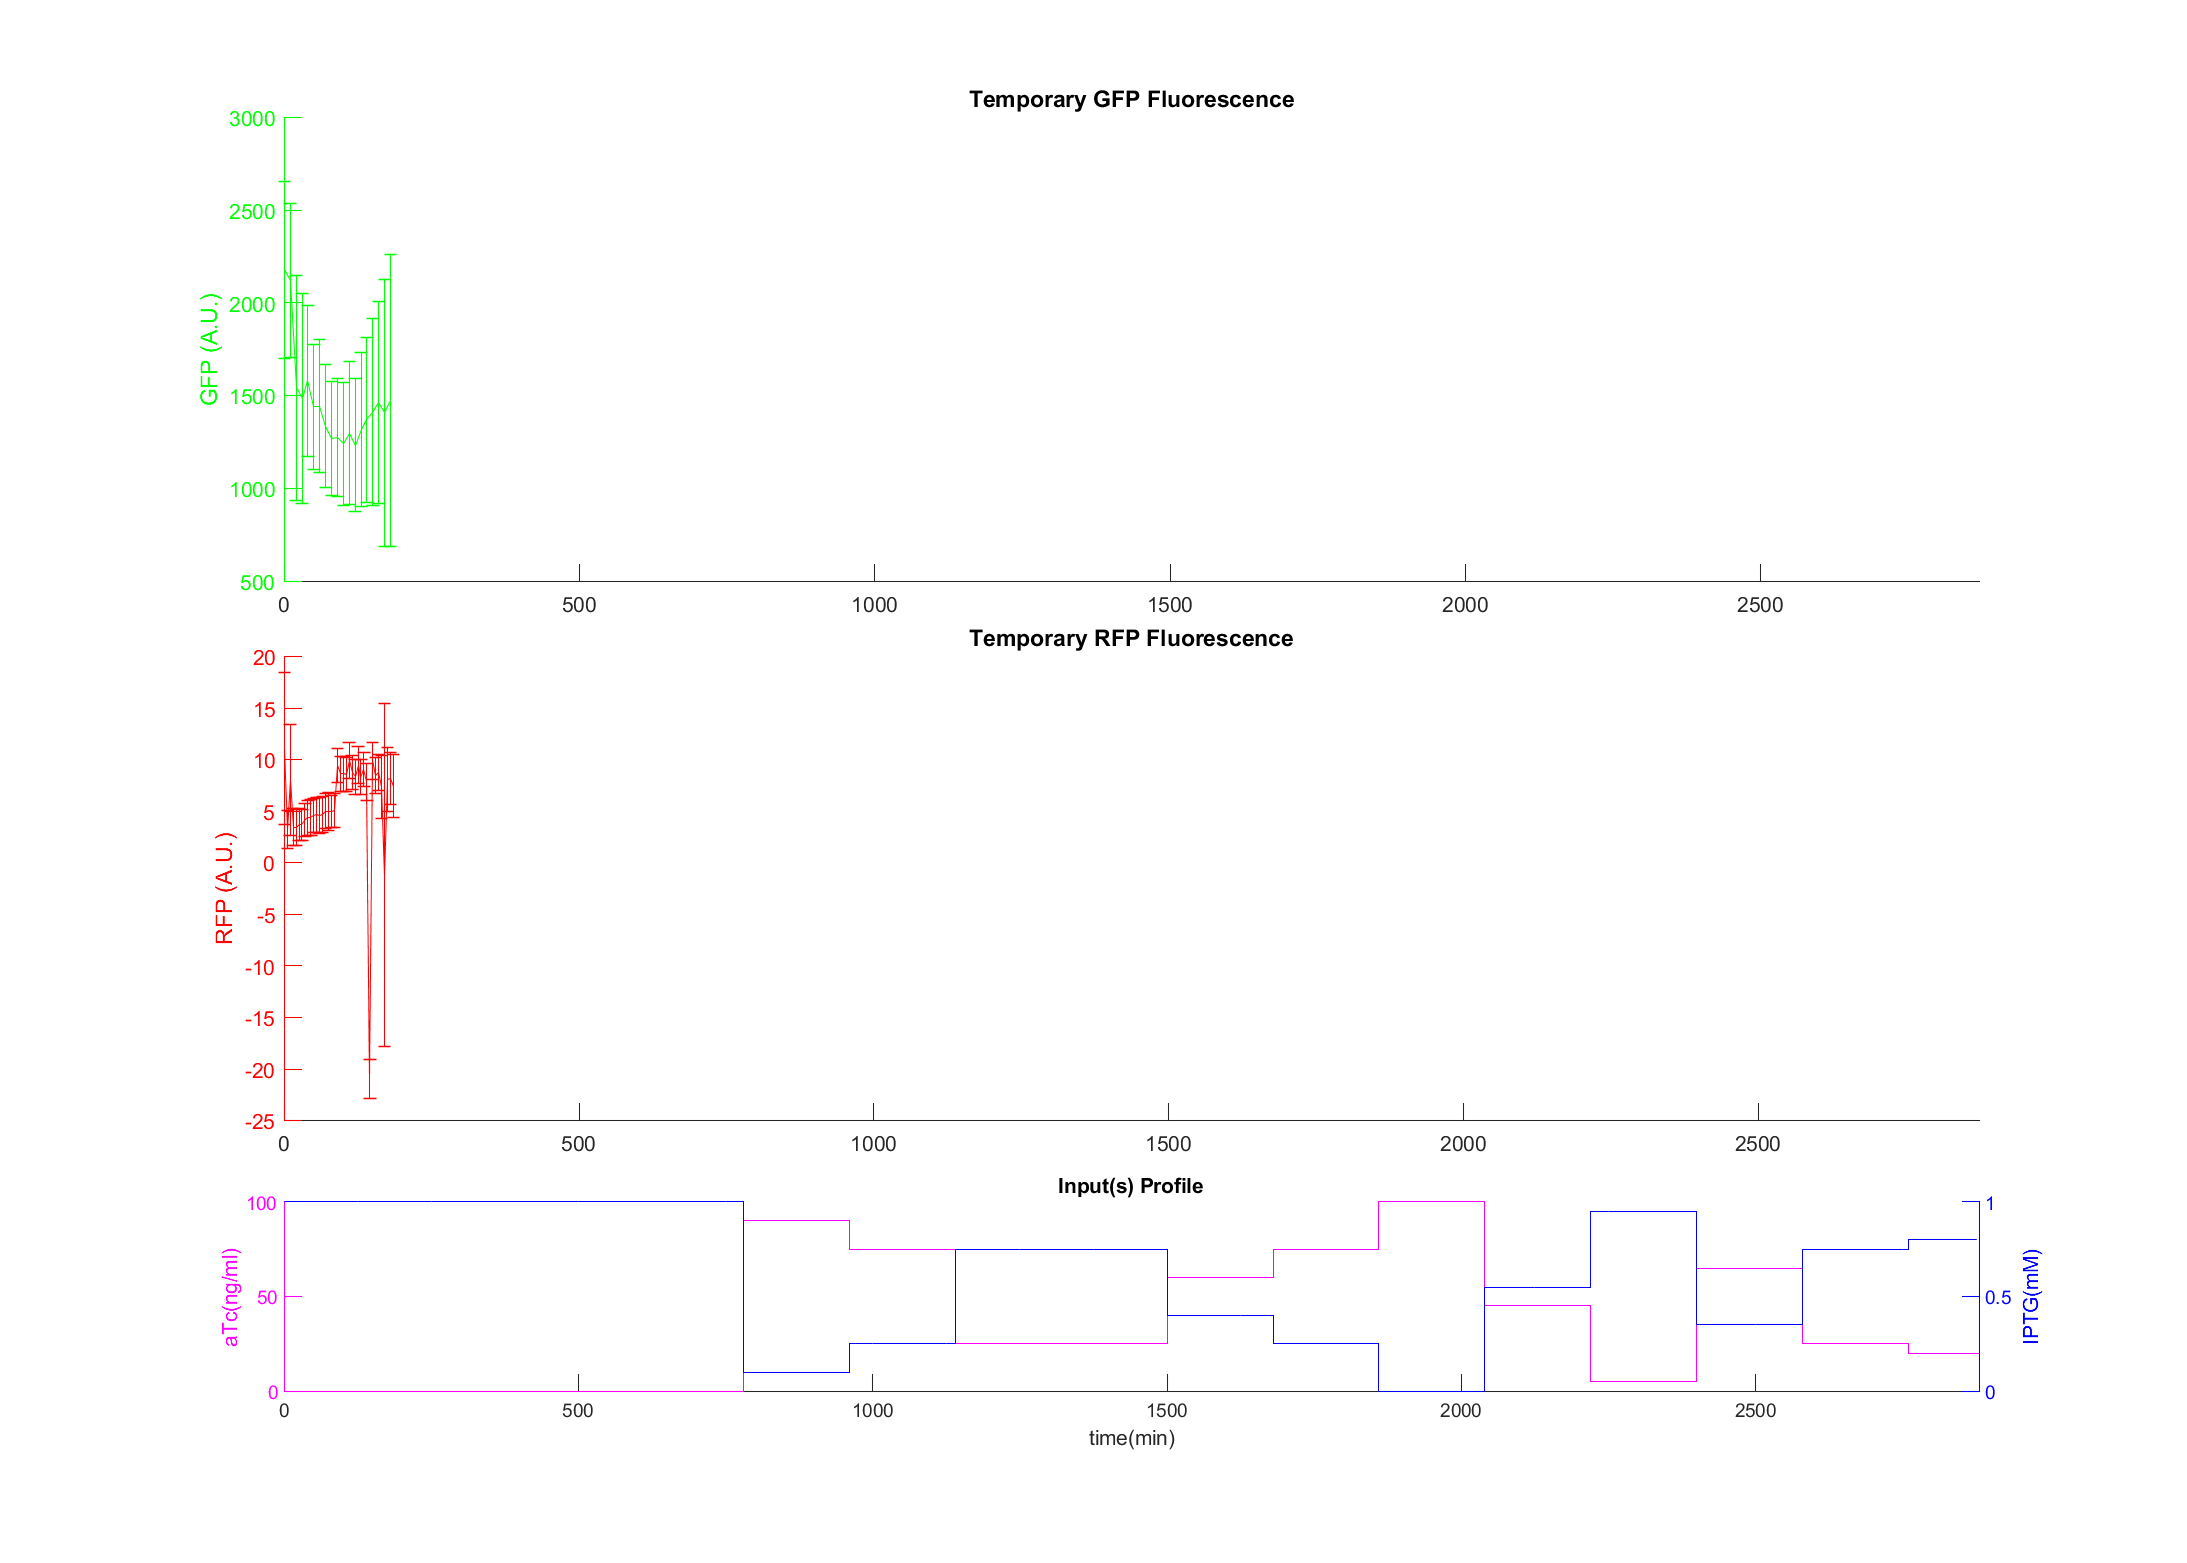 Temporary GFP Fluorescence
3000
2500
2000
1500
1000
500
GFP (A.U.)
0 500 1000 1500 2000 2500
Temporary RFP Fluorescence
20
15
10
5
0
-5
-10
-15
-20
-25
RFP (A.U.)
0 500 1000 1500 2000 2500
Input(s) Profile
100
50
0
aTc(ng/ml)
1
0.5
0
IPTG(mM)
0 500 1000 1500 2000 2500
time(min)